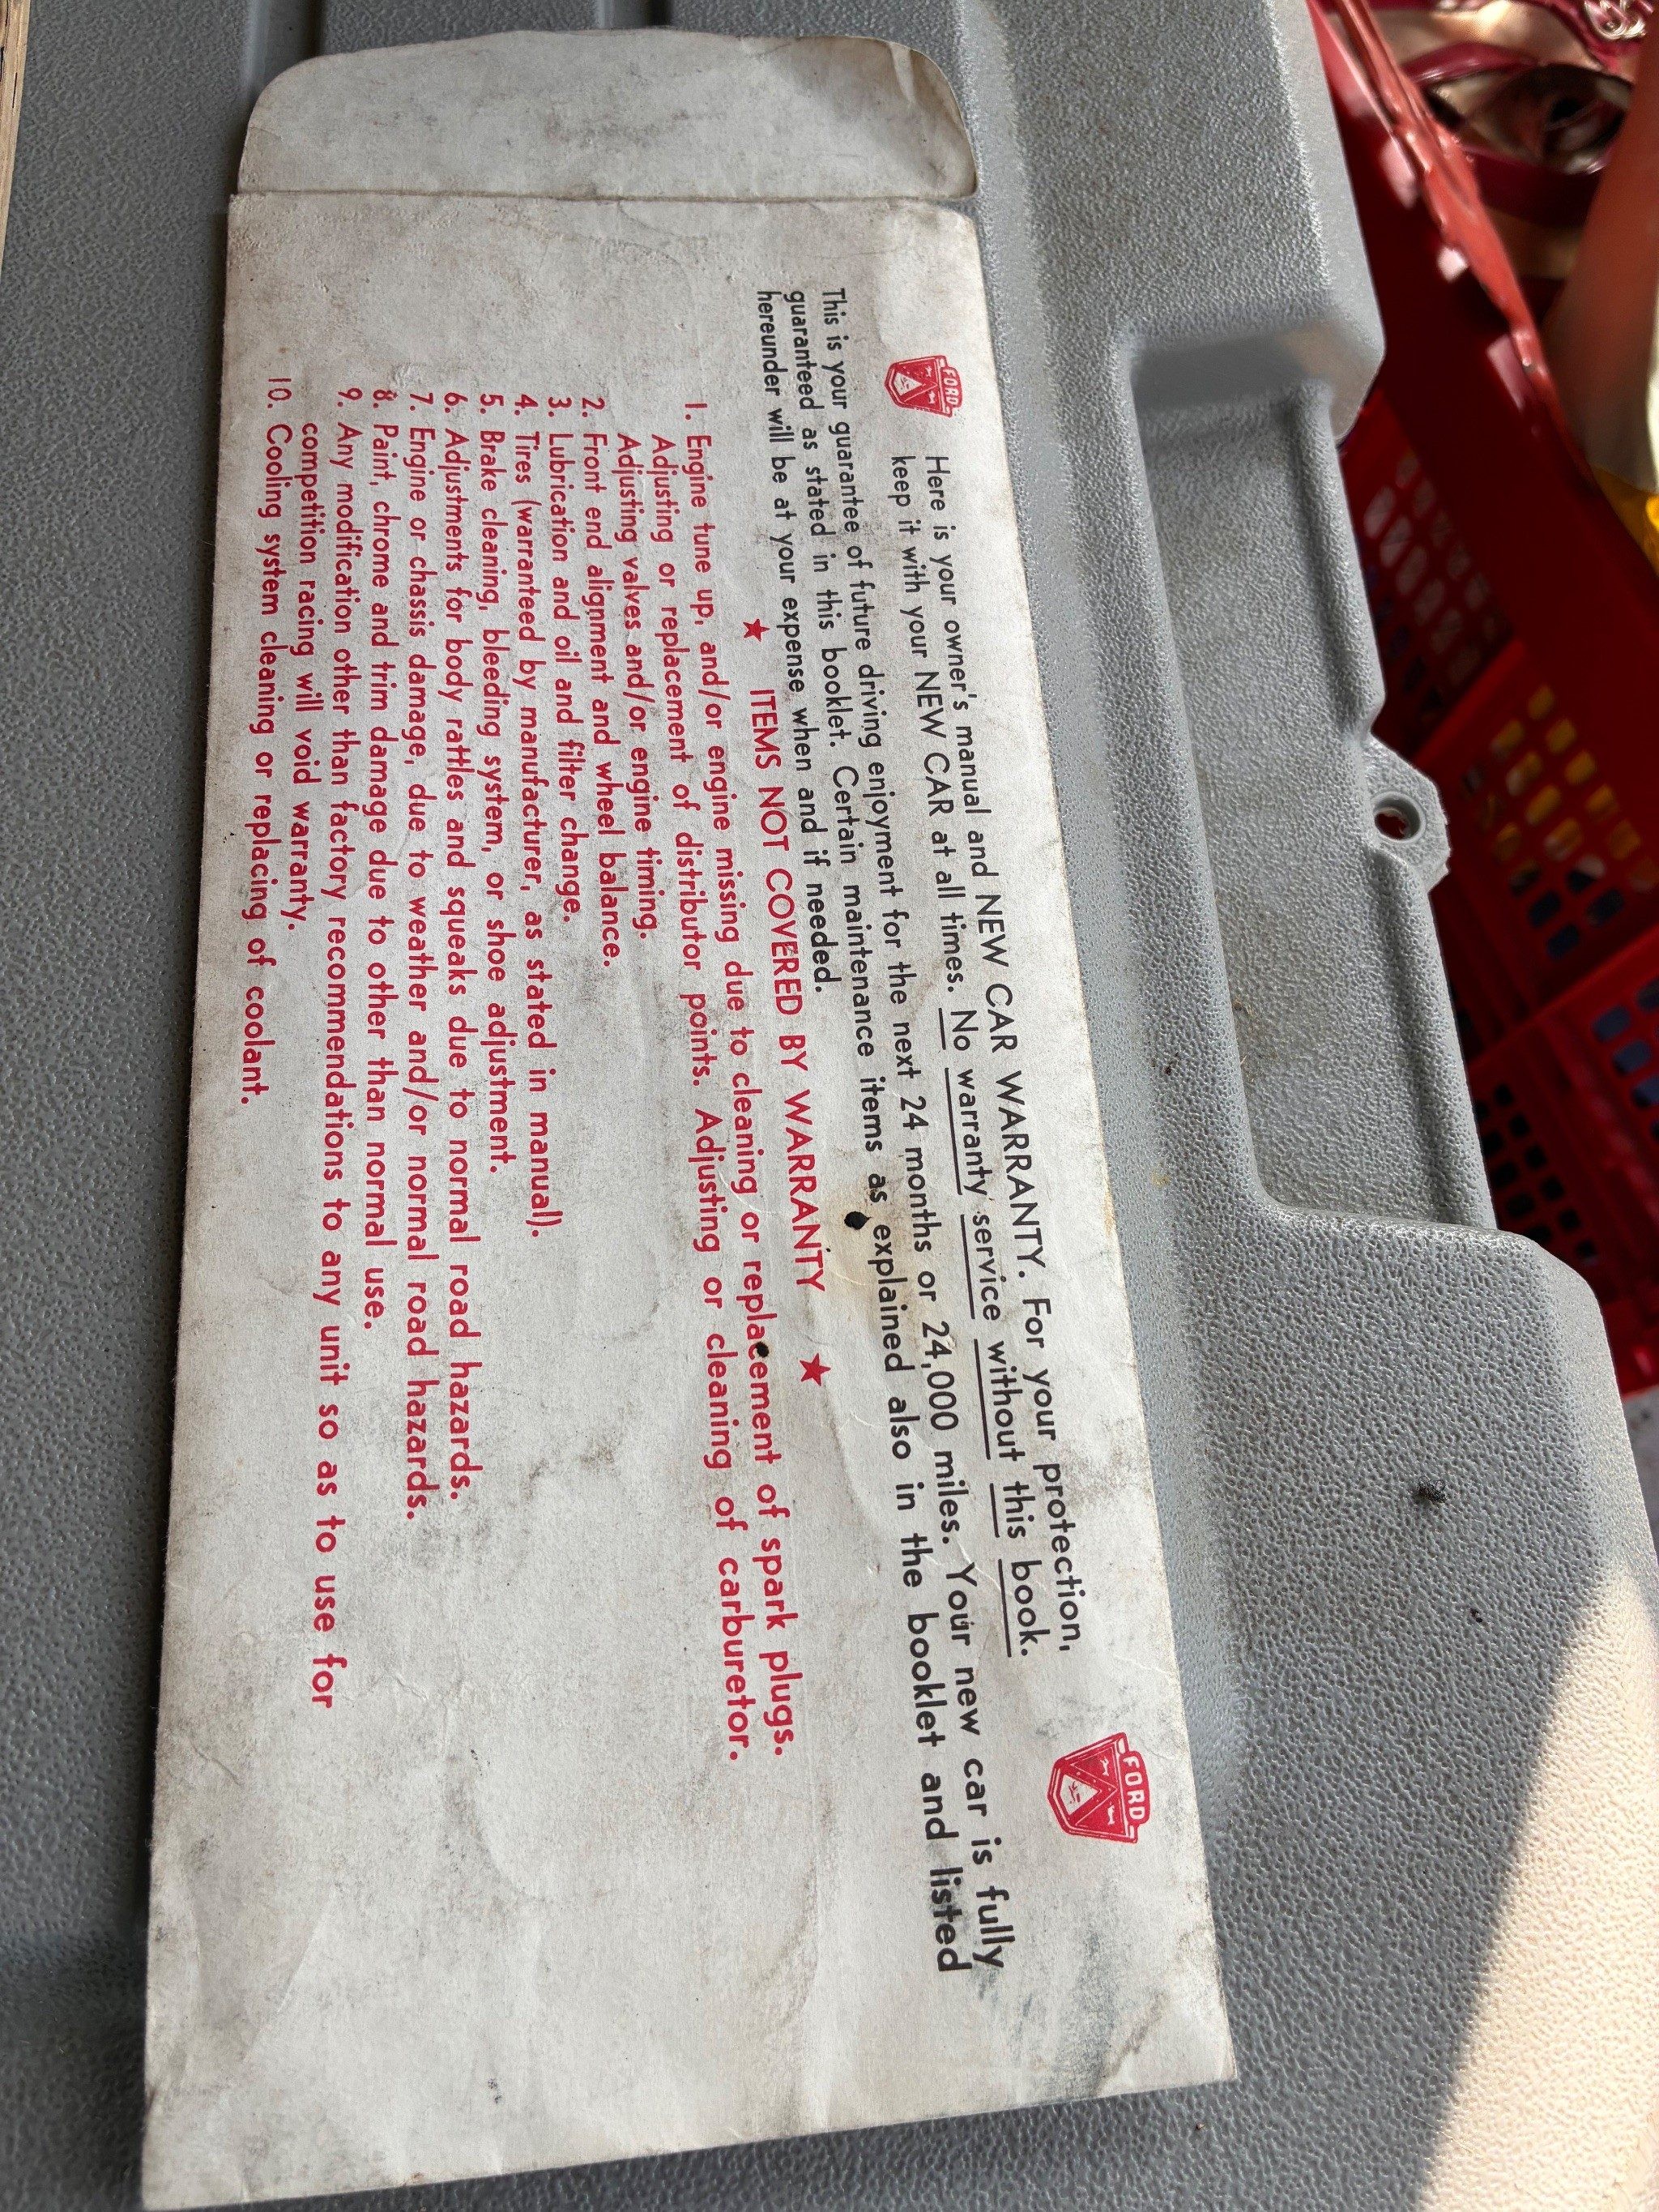 FORD
Here is your owner's manual and NEW CAR WARRANTY. For your protection,
keep it with your NEW CAR at all times. No warranty service without this book.
FORD
This is your guarantee of future driving enjoyment for the next 24 months or 24,000 miles. Your new car is fully
guaranteed as stated in this booklet. Certain maintenance items as explained also in the booklet and listed
hereunder will be at your expense when and if needed.
★ ITEMS NOT COVERED BY WARRANTY ★
1. Engine tune up, and/or engine missing due to cleaning or replacement of spark plugs.
Adjusting or replacement of distributor points. Adjusting or cleaning of carburetor.
Adjusting valves and/or engine timing.
2. Front end alignment and wheel balance.
3. Lubrication and oil and filter change.
4. Tires (warranteed by manufacturer, as stated in manual).
5. Brake cleaning, bleeding system, or shoe adjustment.
6. Adjustments for body rattles and squeaks due to normal road hazards.
7. Engine or chassis damage, due to weather and/or normal road hazards.
8. Paint, chrome and trim damage due to other than normal use.
9. Any modification other than factory recommendations to any unit so as to use for
competition racing will void warranty.
10. Cooling system cleaning or replacing of coolant.